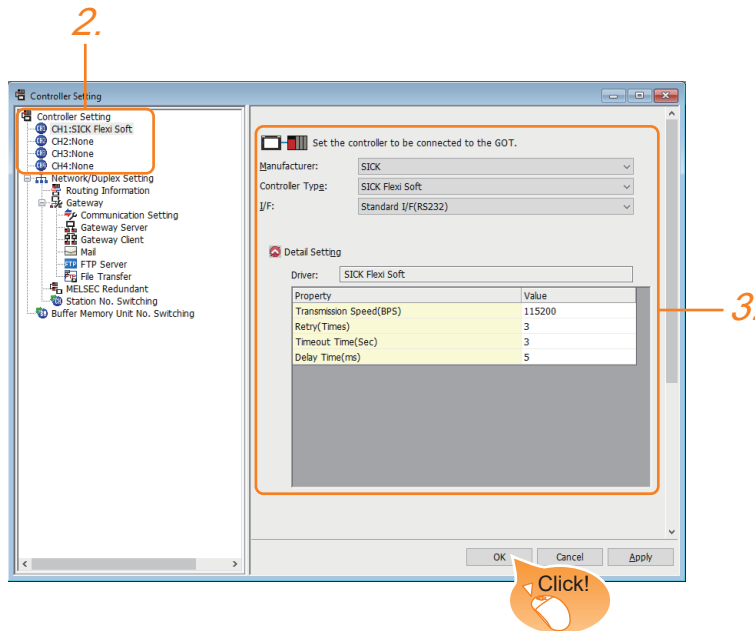 2.
Controller Setting
Controller Setting
CH1:SICK Flexi Soft
CH2:None
CH3:None
CH4:None
Network/Duplex Setting
Routing Information
Gateway
Communication Setting
Gateway Server
Gateway Client
Mail
FTP Server
File Transfer
MELSEC Redundant
Station No. Switching
Buffer Memory Unit No. Switching
Set the controller to be connected to the GOT.
Manufacturer: SICK
Controller Type: SICK Flexi Soft
I/F: Standard I/F(RS232)
Detail Setting
Driver: SICK Flexi Soft
Property Value
Transmission Speed(BPS) 115200
Retry(Times) 3
Timeout Time(Sec) 3
Delay Time(ms) 5
3.
OK Cancel Apply
Click!